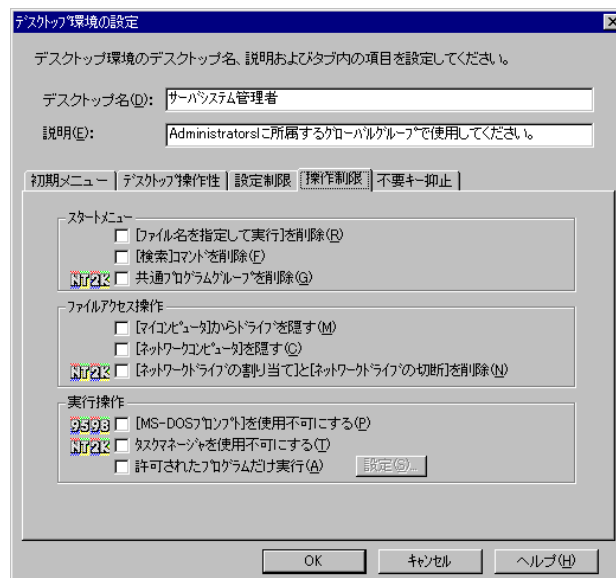 デスクトップ環境の設定
デスクトップ環境のデスクトップ名、説明およびタブ内の項目を設定してください。
デスクトップ名(D): サーバシステム管理者
説明(E): Administratorsに所属するグローバルグループで使用してください。
初期メニュー デスクトップ操作性 設定制限 操作制限 不要キー抑止
スタートメニュー
[ファイル名を指定して実行]を削除(R)
[検索]コマンドを削除(F)
NT2K 共通プログラムグループを削除(G)
ファイルアクセス操作
[マイコンピュータ]からドライブを隠す(M)
[ネットワークコンピュータ]を隠す(C)
NT2K [ネットワークドライブの割り当て]と[ネットワークドライブの切断]を削除(N)
実行操作
9598 [MS-DOSプロンプト]を使用不可にする(P)
NT2K タスクマネージャを使用不可にする(T)
許可されたプログラムだけ実行(A) 設定(S)...
OK キャンセル ヘルプ(H)